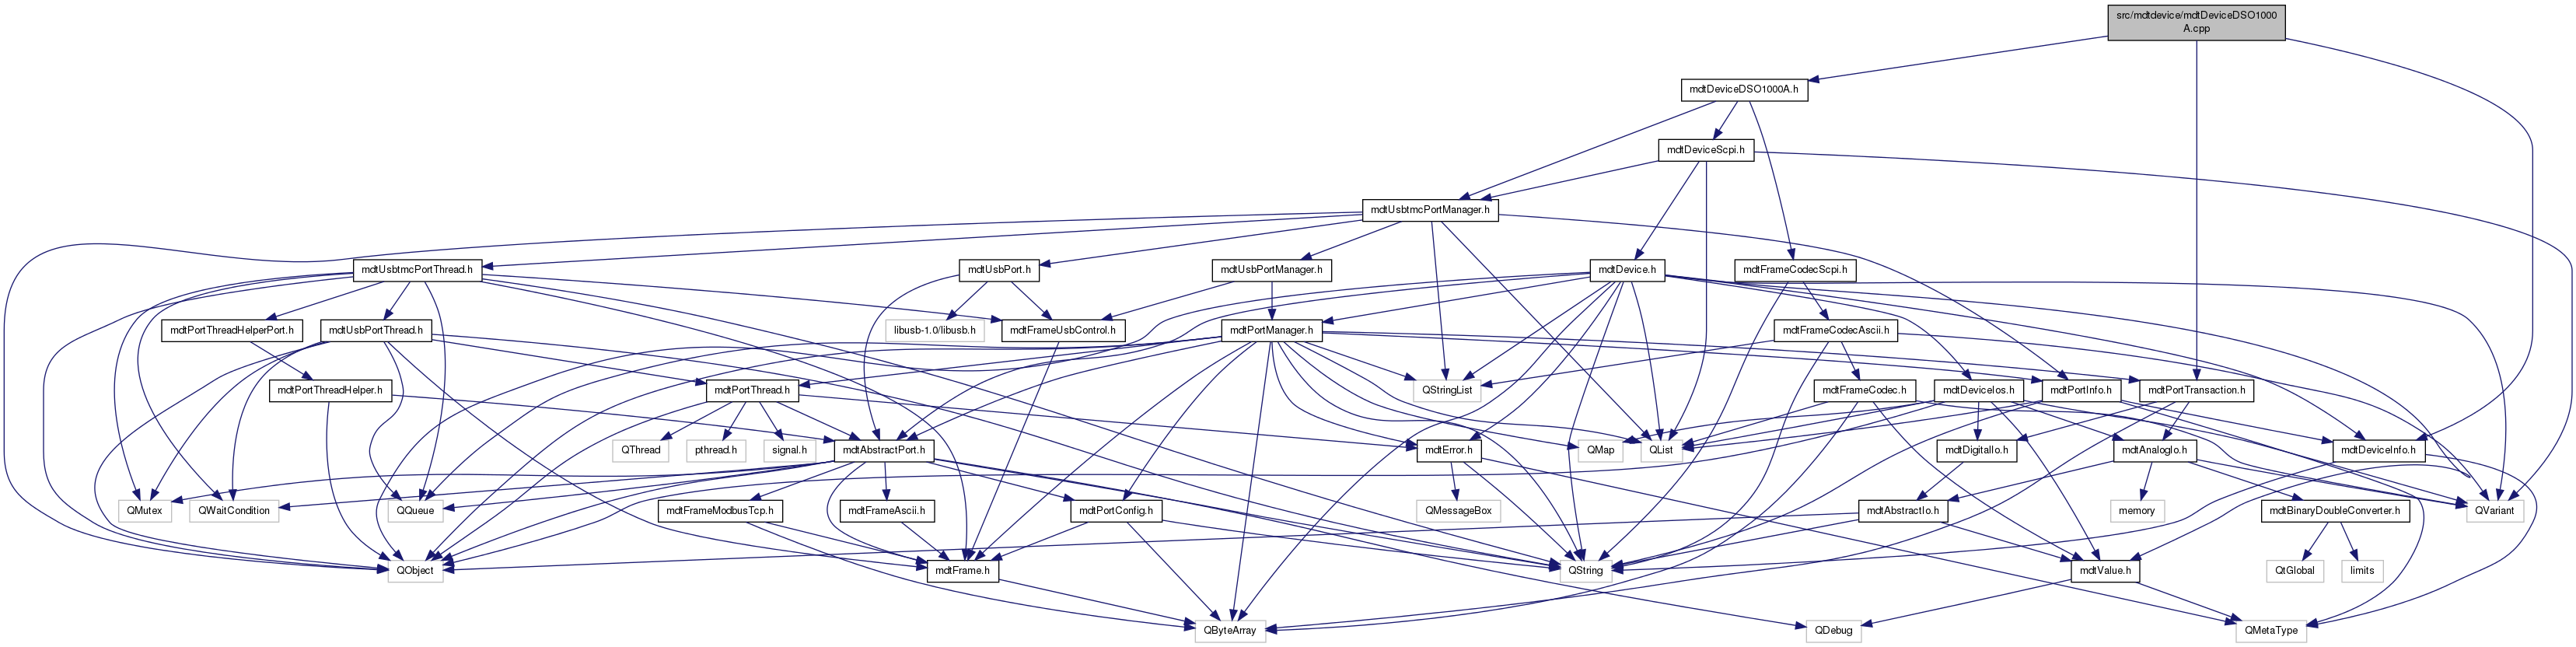 src/mdtdevice/mdtDeviceDSO1000
A.cpp
mdtDeviceDSO1000A.h
mdtDeviceScpi.h
mdtUsbtmcPortManager.h
mdtUsbtmcPortThread.h
mdtUsbPort.h
mdtUsbPortManager.h
mdtDevice.h
mdtFrameCodecScpi.h
mdtPortThreadHelperPort.h
mdtUsbPortThread.h
libusb-1.0/libusb.h
mdtFrameUsbControl.h
mdtPortManager.h
mdtFrameCodecAscii.h
mdtPortThreadHelper.h
mdtPortThread.h
QStringList
mdtFrameCodec.h
mdtDeviceIos.h
mdtPortInfo.h
mdtPortTransaction.h
QThread
pthread.h
signal.h
mdtAbstractPort.h
mdtError.h
QMap
QList
mdtDigitalIo.h
mdtAnalogIo.h
mdtDeviceInfo.h
QMutex
QWaitCondition
QQueue
mdtFrameModbusTcp.h
mdtFrameAscii.h
mdtPortConfig.h
QMessageBox
mdtAbstractIo.h
memory
mdtBinaryDoubleConverter.h
QVariant
QObject
mdtFrame.h
QString
mdtValue.h
QtGlobal
limits
QByteArray
QDebug
QMetaType